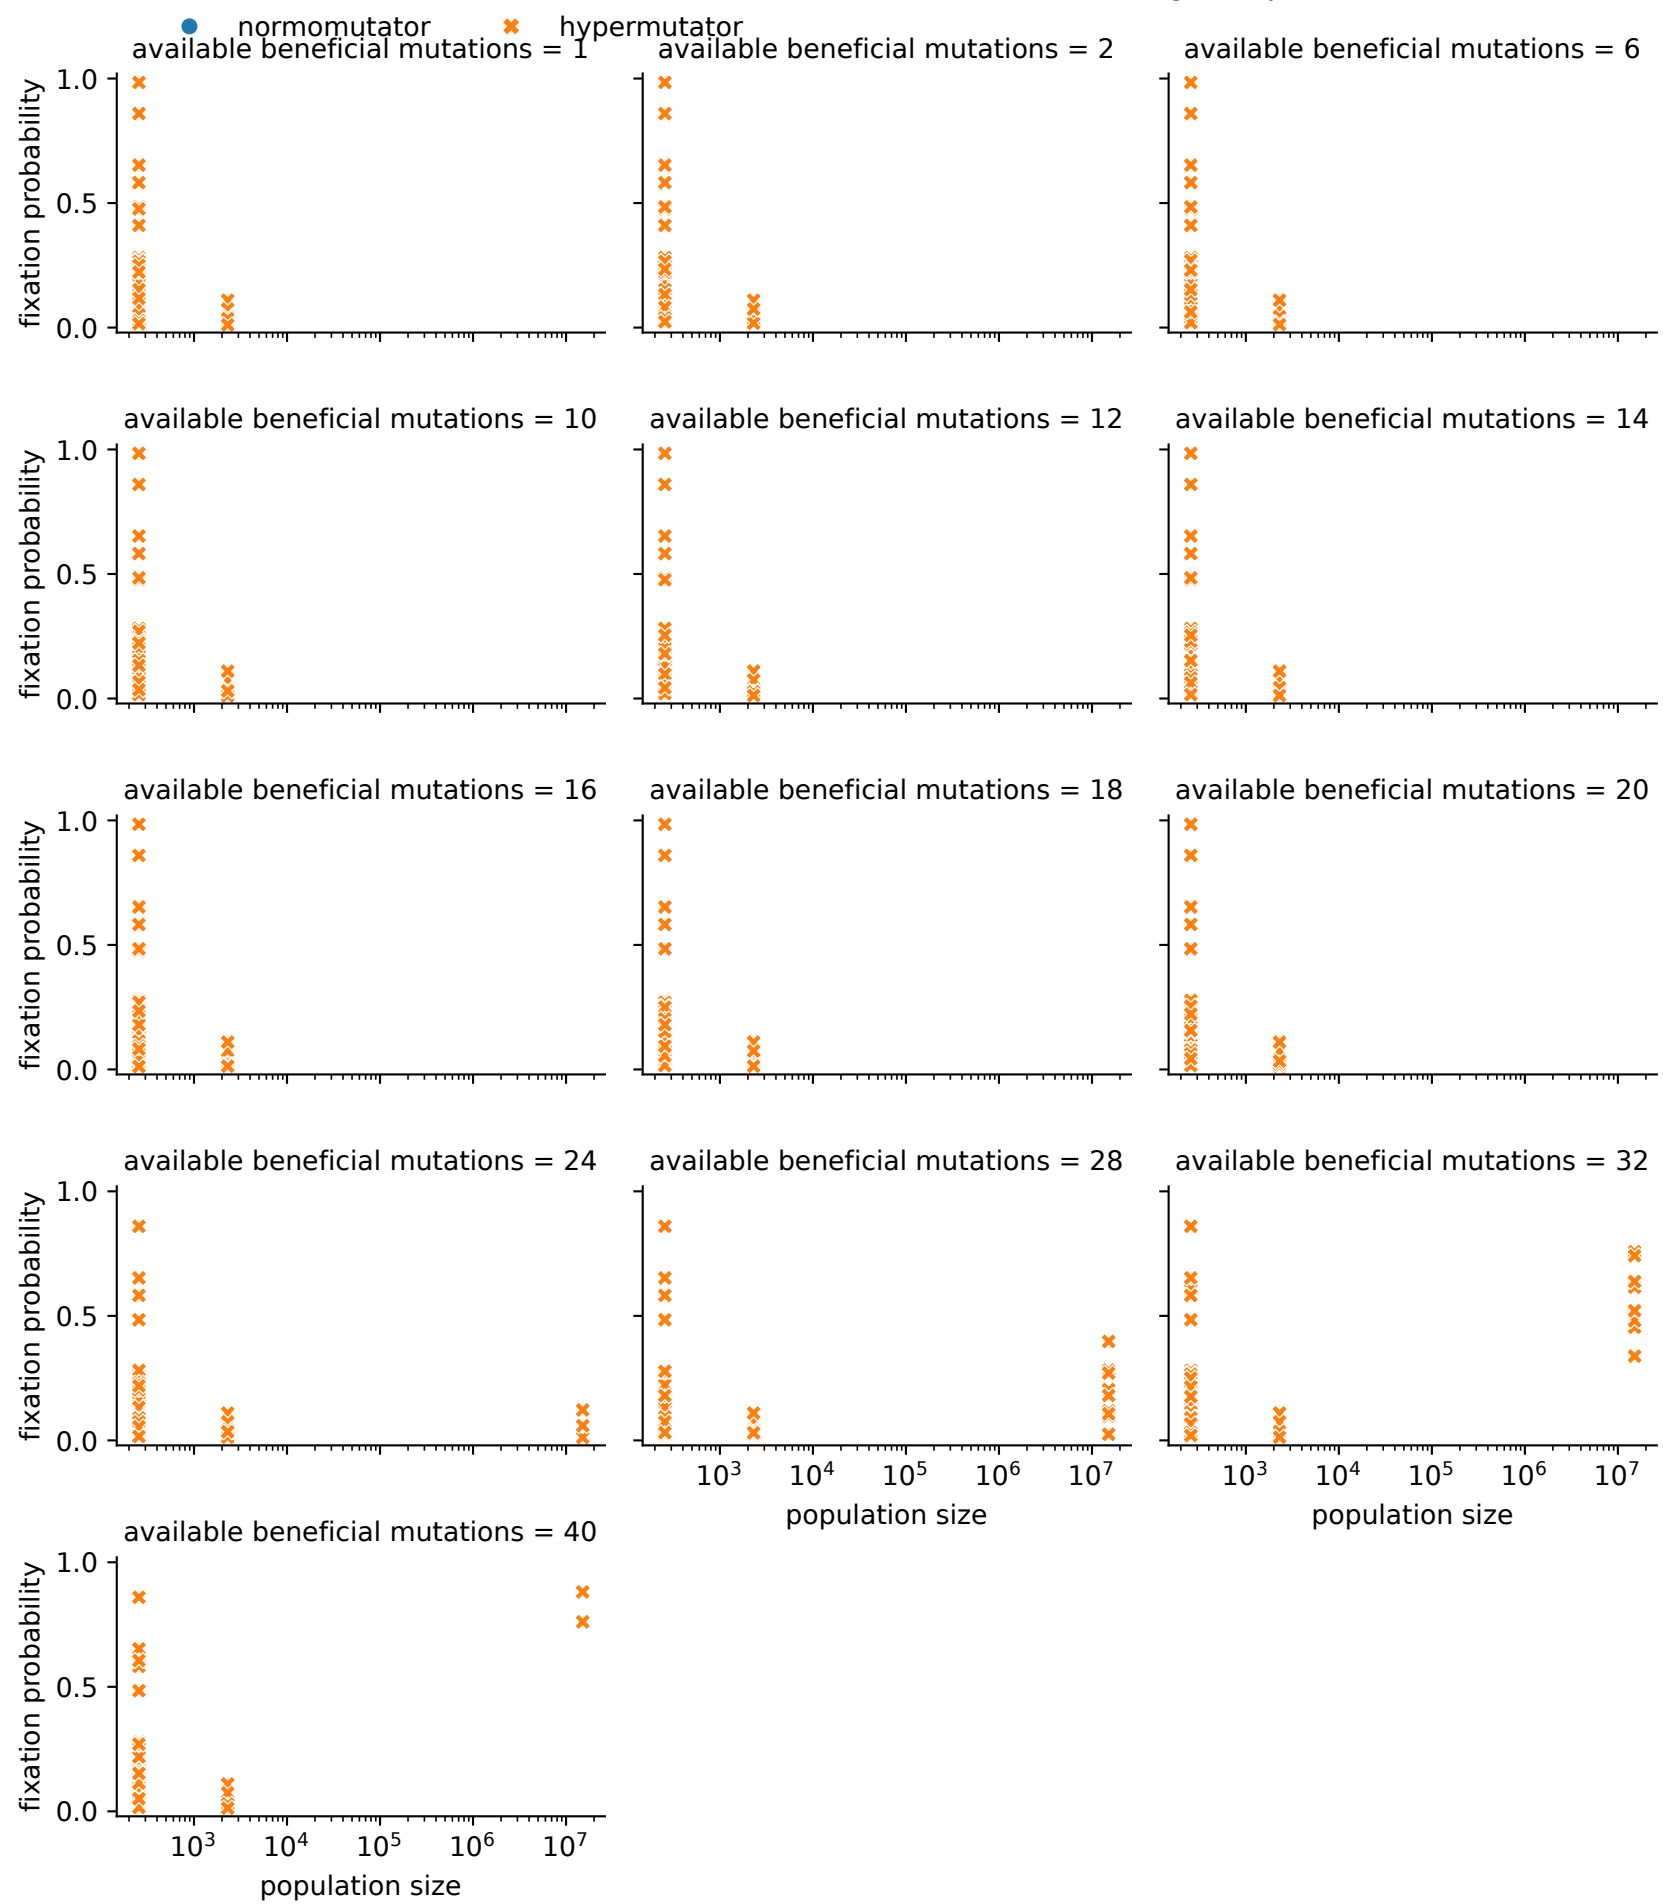 normomutator hypermutator
available beneficial mutations = 1 available beneficial mutations = 2 available beneficial mutations = 6
fixation probability
1.0
0.5
0.0
available beneficial mutations = 10 available beneficial mutations = 12 available beneficial mutations = 14
fixation probability
1.0
0.5
0.0
available beneficial mutations = 16 available beneficial mutations = 18 available beneficial mutations = 20
fixation probability
1.0
0.5
0.0
available beneficial mutations = 24 available beneficial mutations = 28 available beneficial mutations = 32
fixation probability
1.0
0.5
0.0
10³ 10⁴ 10⁵ 10⁶ 10⁷ 10³ 10⁴ 10⁵ 10⁶ 10⁷
population size population size
available beneficial mutations = 40
fixation probability
1.0
0.5
0.0
10³ 10⁴ 10⁵ 10⁶ 10⁷
population size